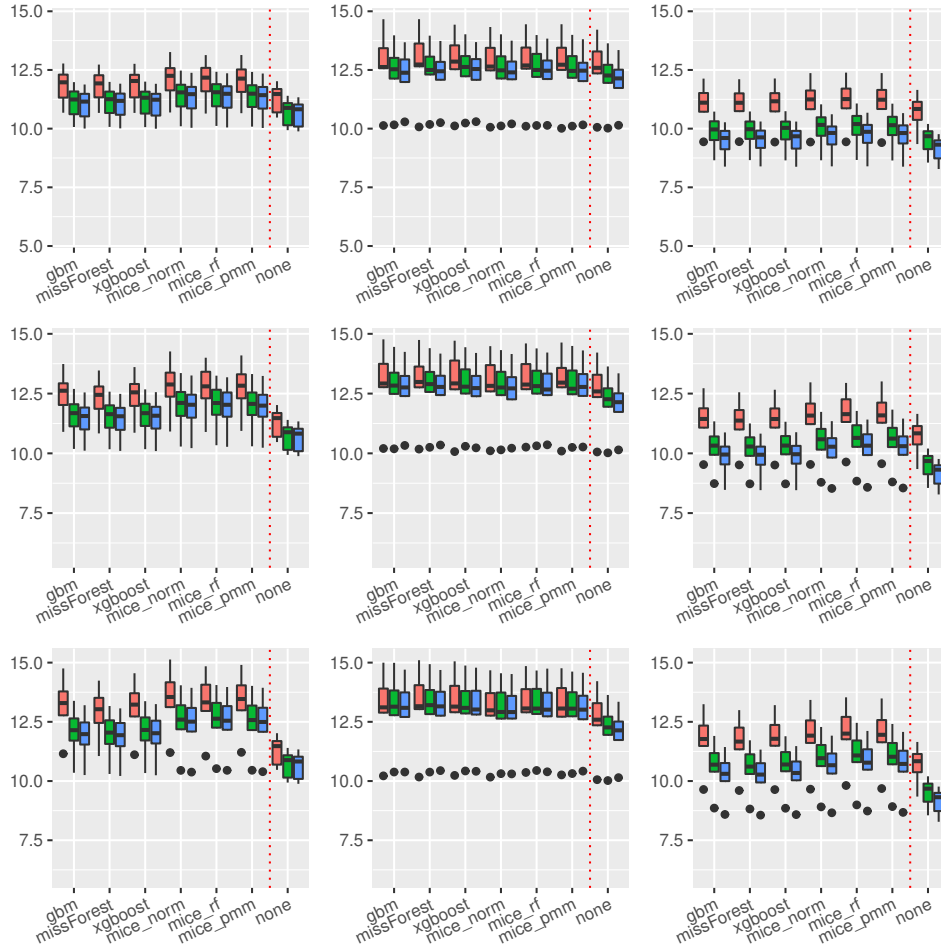 15.0
12.5
10.0
7.5
5.0
gbm
missForest
xgboost
mice_norm
mice_rf
mice_pmm
none
15.0
12.5
10.0
7.5
5.0
gbm
missForest
xgboost
mice_norm
mice_rf
mice_pmm
none
15.0
12.5
10.0
7.5
5.0
gbm
missForest
xgboost
mice_norm
mice_rf
mice_pmm
none
15.0
12.5
10.0
7.5
gbm
missForest
xgboost
mice_norm
mice_rf
mice_pmm
none
15.0
12.5
10.0
7.5
gbm
missForest
xgboost
mice_norm
mice_rf
mice_pmm
none
15.0
12.5
10.0
7.5
gbm
missForest
xgboost
mice_norm
mice_rf
mice_pmm
none
15.0
12.5
10.0
7.5
gbm
missForest
xgboost
mice_norm
mice_rf
mice_pmm
none
15.0
12.5
10.0
7.5
gbm
missForest
xgboost
mice_norm
mice_rf
mice_pmm
none
15.0
12.5
10.0
7.5
gbm
missForest
xgboost
mice_norm
mice_rf
mice_pmm
none